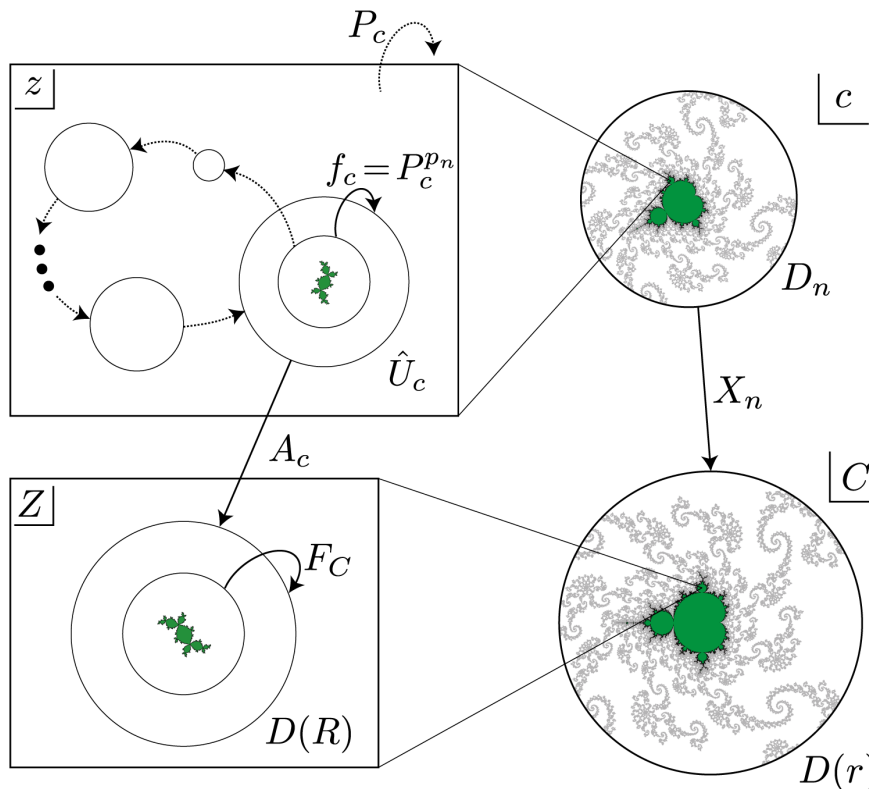 P_c
z
c
f_c = P_c^{p_n}
D_n
Û_c
X_n
A_c
Z
C
F_C
D(R)
D(r)